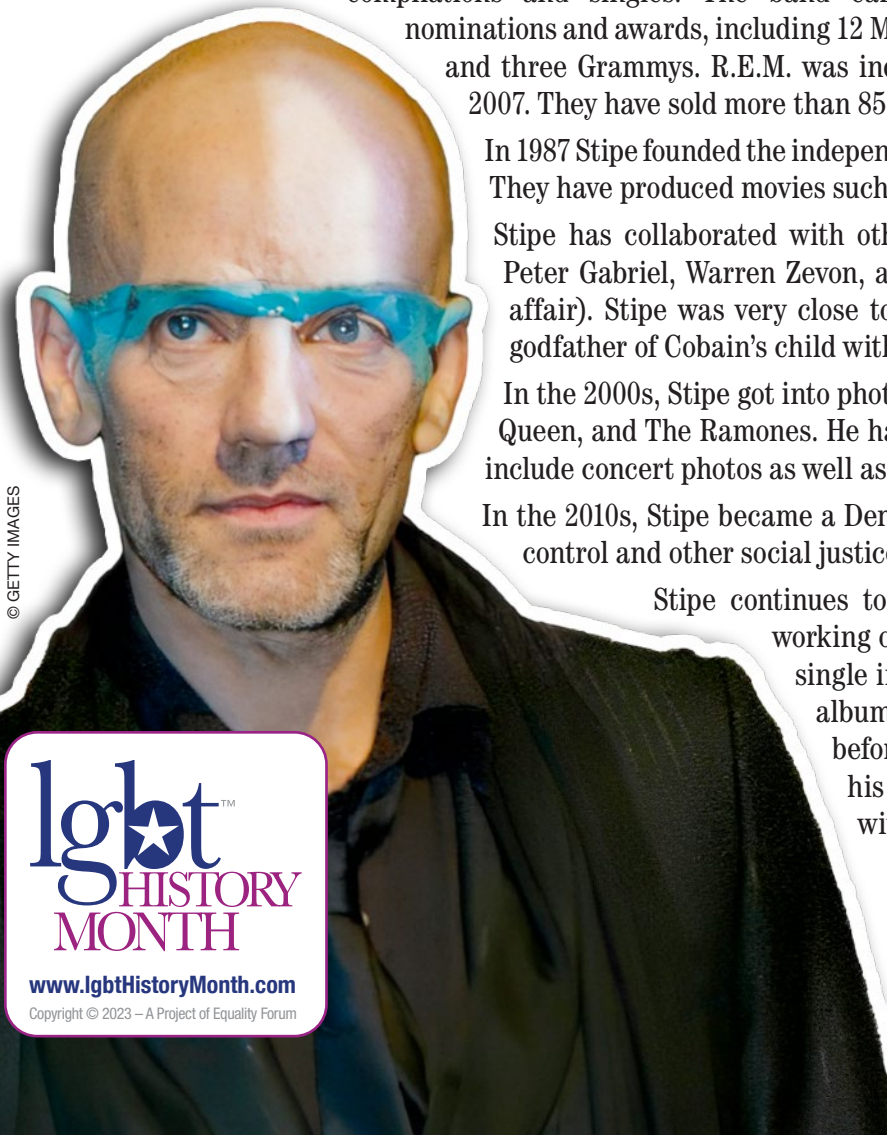 nominations and awards, including 12 M
and three Grammys. R.E.M. was in
2007. They have sold more than 85
In 1987 Stipe founded the indepen
They have produced movies such
Stipe has collaborated with oth
Peter Gabriel, Warren Zevon, a
affair). Stipe was very close to
godfather of Cobain’s child with
In the 2000s, Stipe got into phot
Queen, and The Ramones. He ha
include concert photos as well as
In the 2010s, Stipe became a Dem
control and other social justice
Stipe continues to
working o
single i
album
befor
his
wi
© GETTY IMAGES
lgbt™
HISTORY
MONTH
www.lgbtHistoryMonth.com
Copyright © 2023 – A Project of Equality Forum